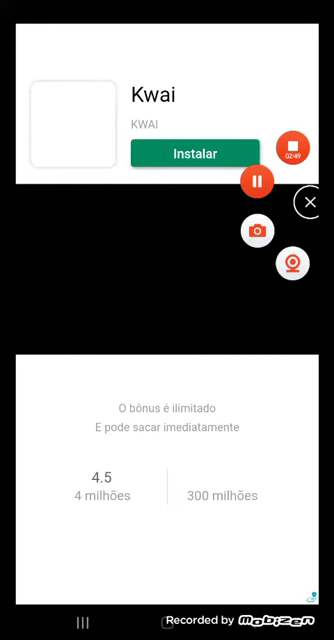 Kwai
KWAI
Instalar
02:49
O bônus é ilimitado
E pode sacar imediatamente
4.5
4 milhões
300 milhões
Recorded by mobizen